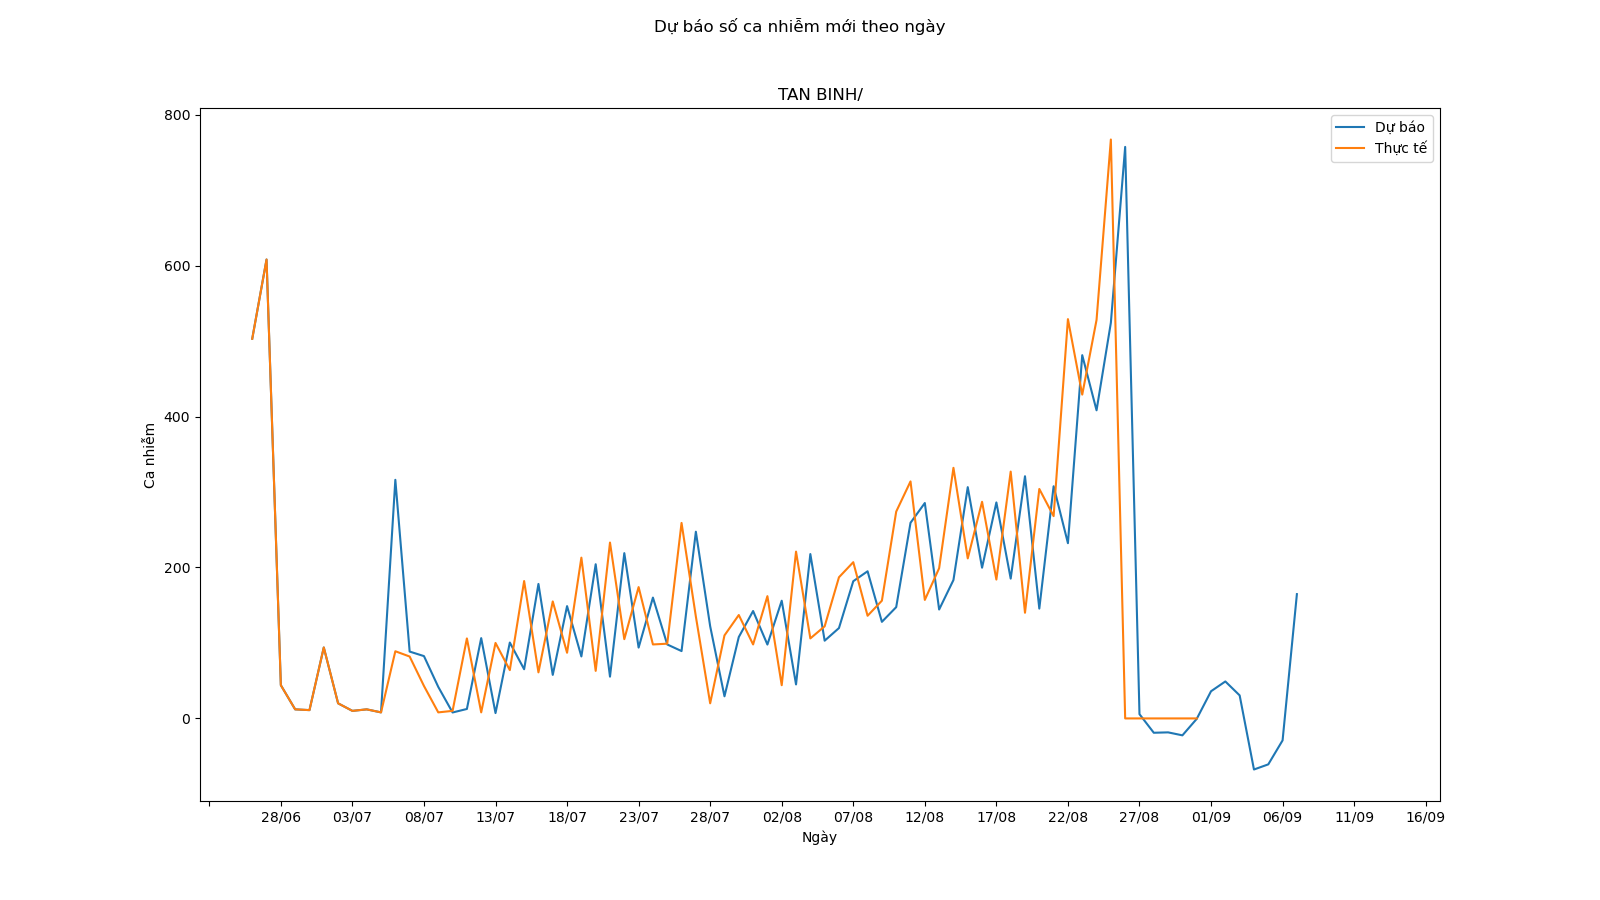 Dự báo số ca nhiễm mới theo ngày
TAN BINH/
Dự báo
Thực tế
800
600
400
200
0
Ca nhiễm
28/06 03/07 08/07 13/07 18/07 23/07 28/07 02/08 07/08 12/08 17/08 22/08 27/08 01/09 06/09 11/09 16/09
Ngày